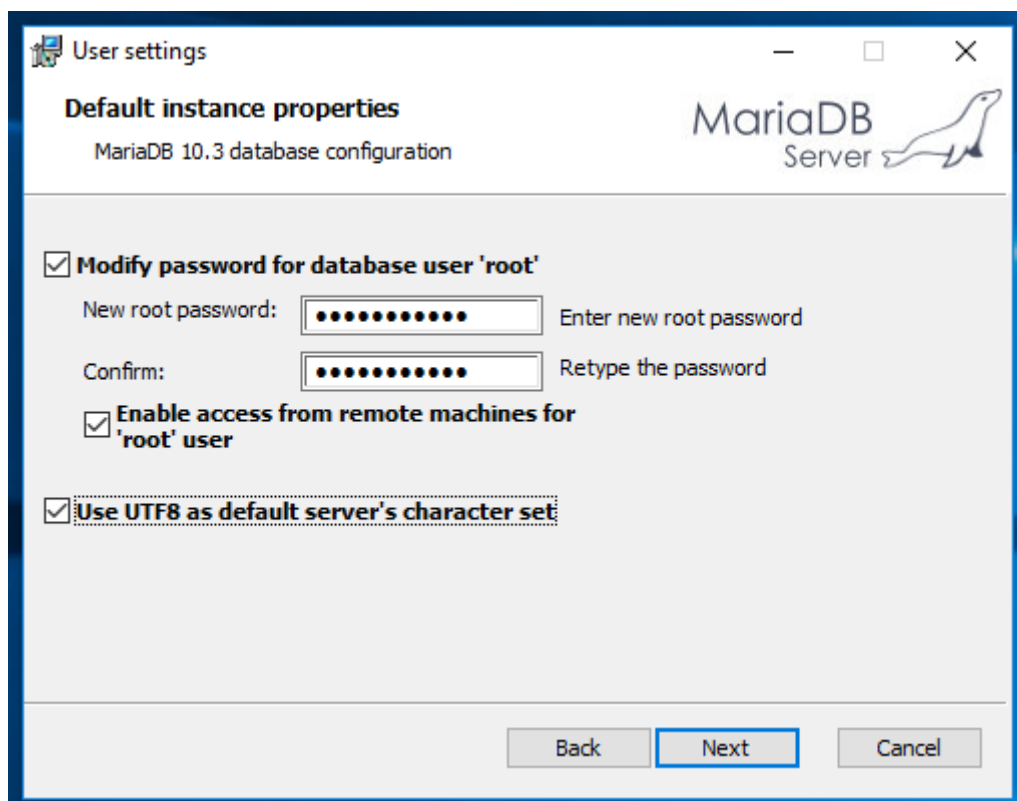 User settings
Default instance properties
MariaDB 10.3 database configuration
MariaDB
Server
Modify password for database user 'root'
New root password: ●●●●●●●●●●● Enter new root password
Confirm: ●●●●●●●●●●● Retype the password
Enable access from remote machines for
'root' user
Use UTF8 as default server's character set
Back Next Cancel